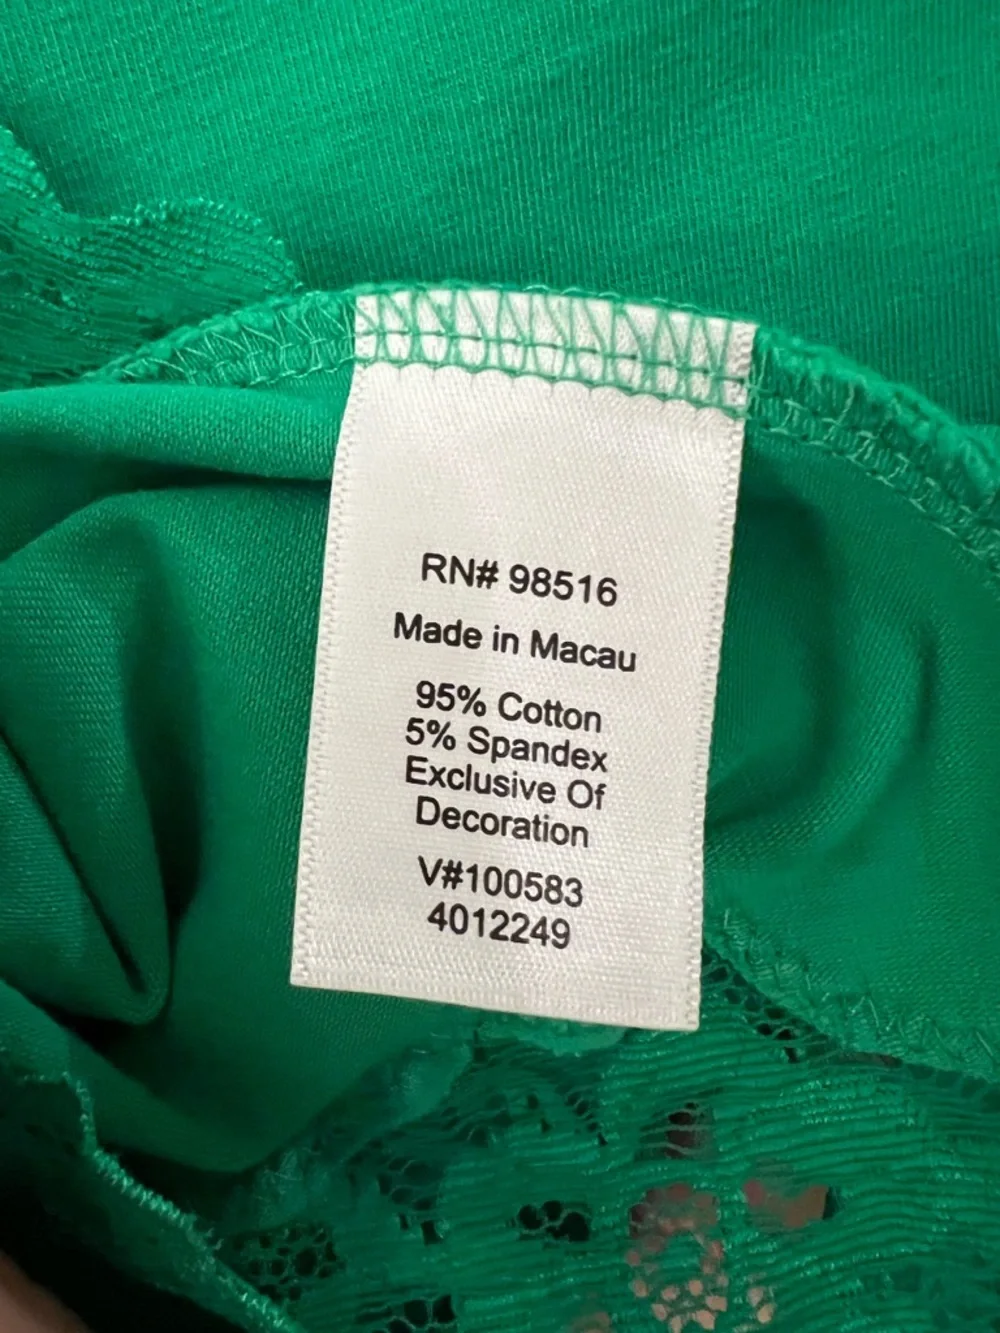 RN# 98516
Made in Macau
95% Cotton
5% Spandex
Exclusive Of
Decoration
V#100583
4012249